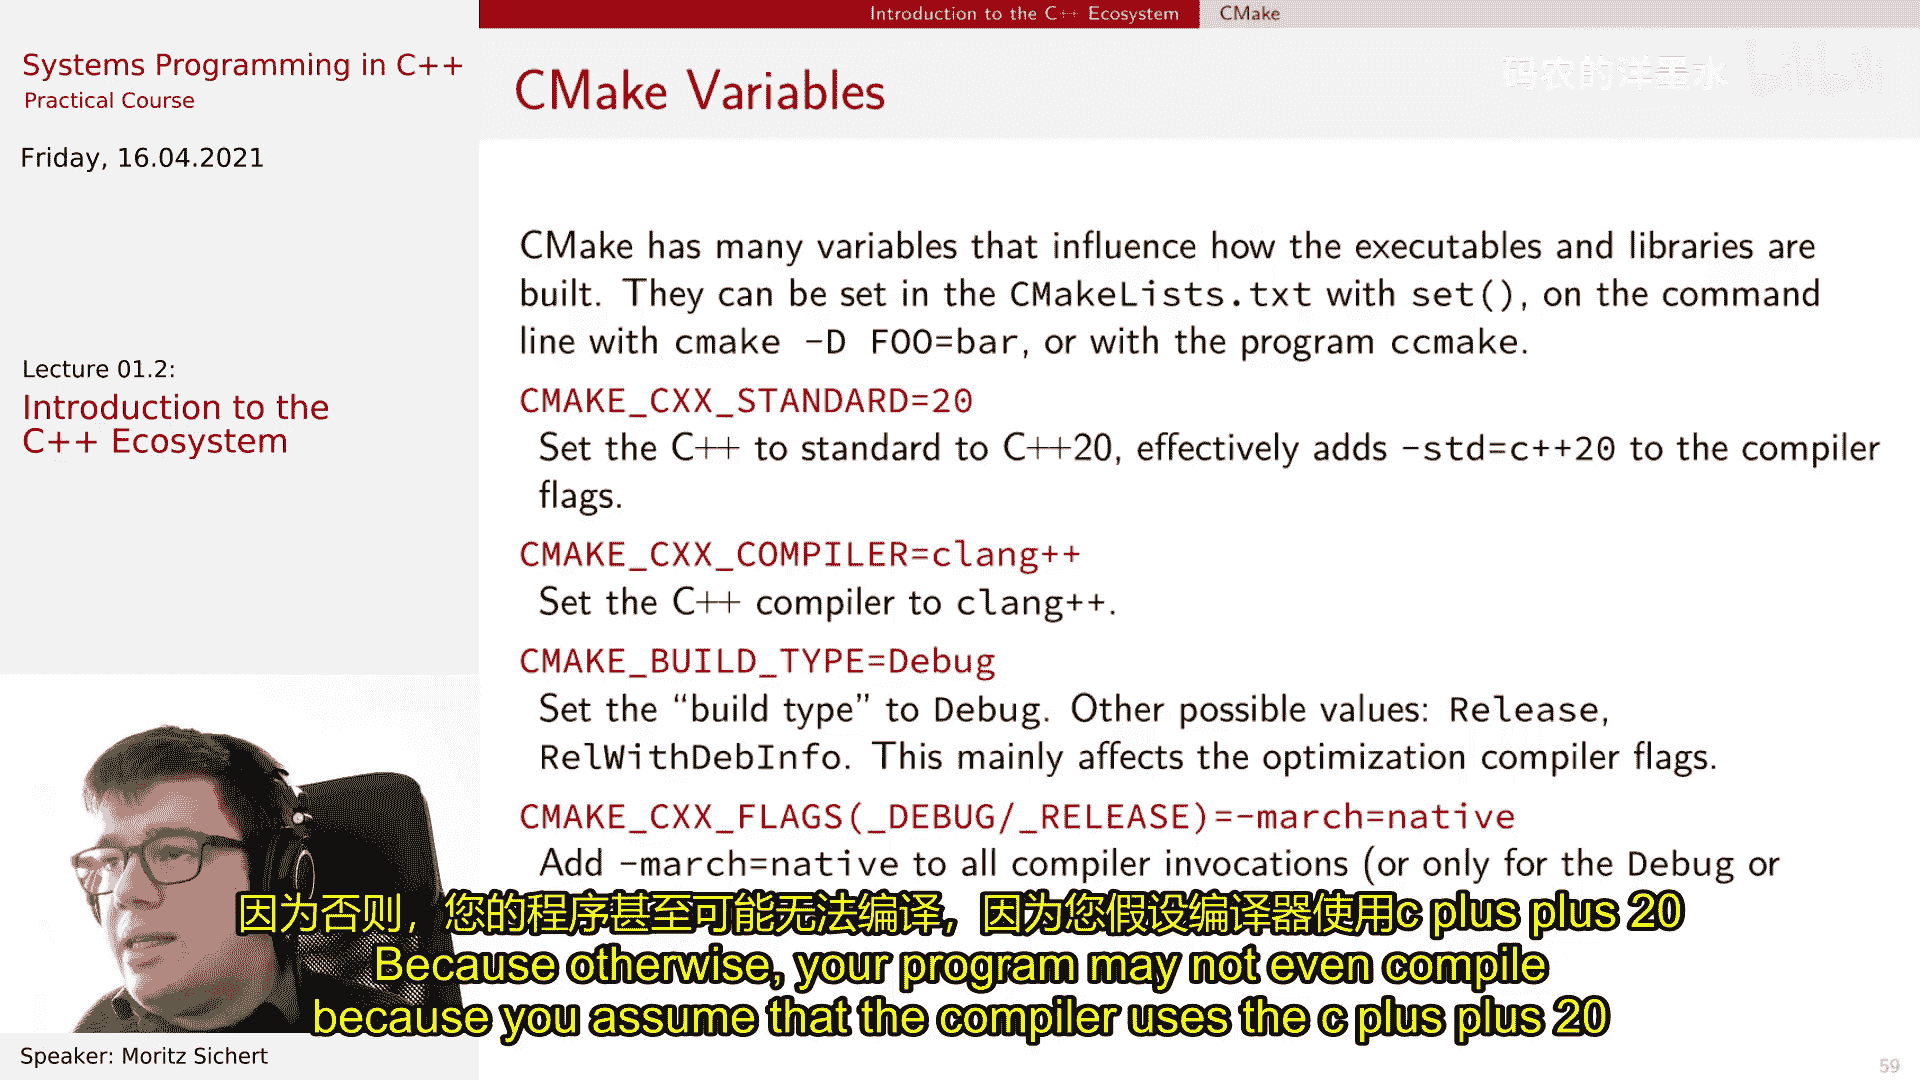 Introduction to the C++ Ecosystem
CMake
Systems Programming in C++
Practical Course
Friday, 16.04.2021
Lecture 01.2:
Introduction to the
C++ Ecosystem
CMake Variables
码农的洋墨水
bilibili
CMake has many variables that influence how the executables and libraries are
built. They can be set in the CMakeLists.txt with set(), on the command
line with cmake -D FOO=bar, or with the program ccmake.
CMAKE_CXX_STANDARD=20
Set the C++ to standard to C++20, effectively adds -std=c++20 to the compiler
flags.
CMAKE_CXX_COMPILER=clang++
Set the C++ compiler to clang++.
CMAKE_BUILD_TYPE=Debug
Set the “build type” to Debug. Other possible values: Release,
RelWithDebInfo. This mainly affects the optimization compiler flags.
CMAKE_CXX_FLAGS(_DEBUG/_RELEASE)=-march=native
Add -march=native to all compiler invocations (or only for the Debug or
因为否则，您的程序甚至可能无法编译，因为您假设编译器使用c plus plus 20
Because otherwise, your program may not even compile
because you assume that the compiler uses the c plus plus 20
Speaker: Moritz Sichert
59